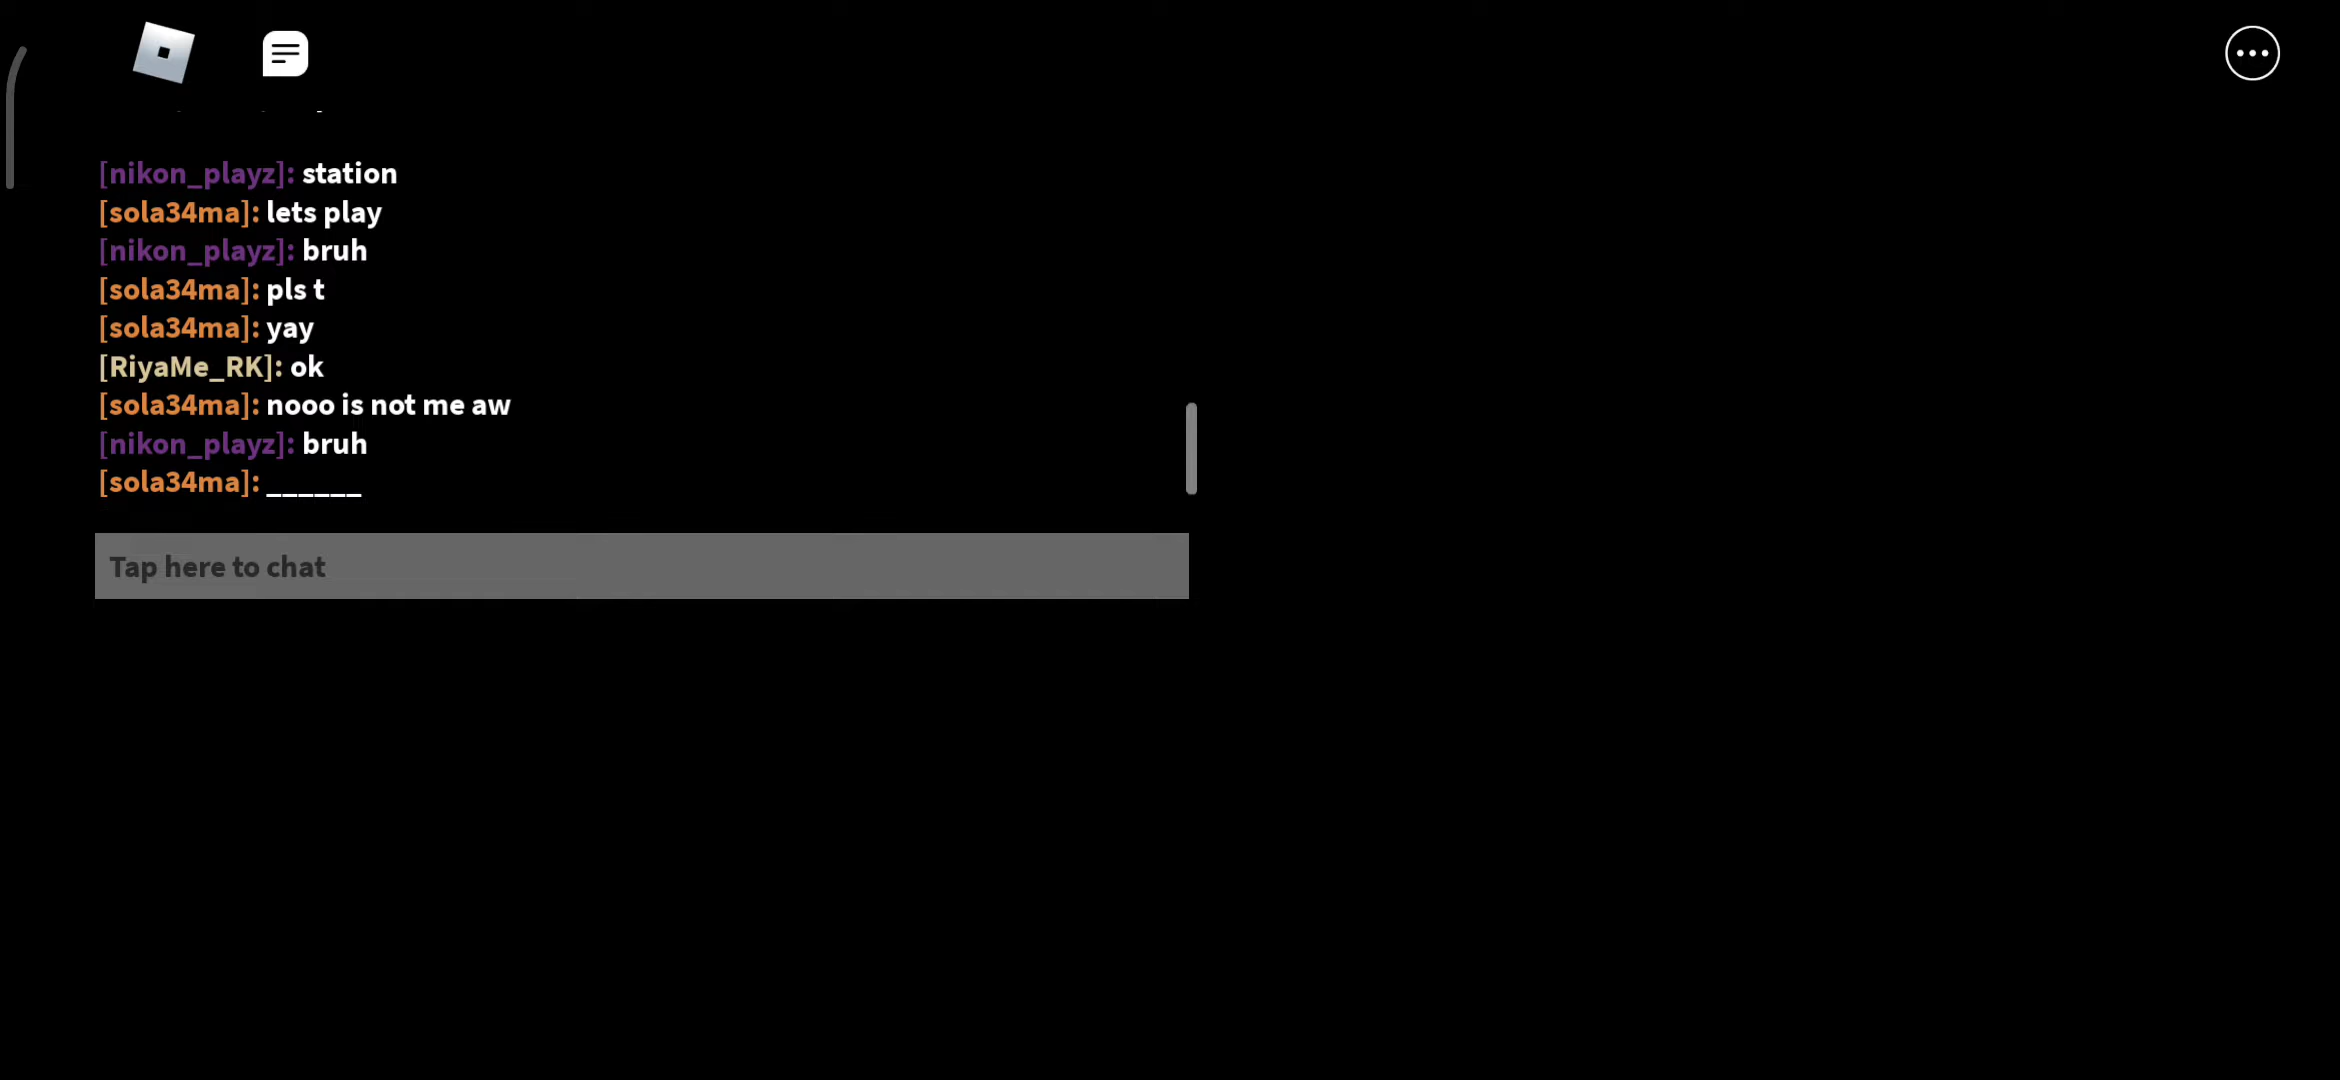 [nikon_playz]: station
[sola34ma]: lets play
[nikon_playz]: bruh
[sola34ma]: pls t
[sola34ma]: yay
[RiyaMe_RK]: ok
[sola34ma]: nooo is not me aw
[nikon_playz]: bruh
[sola34ma]: ______
Tap here to chat